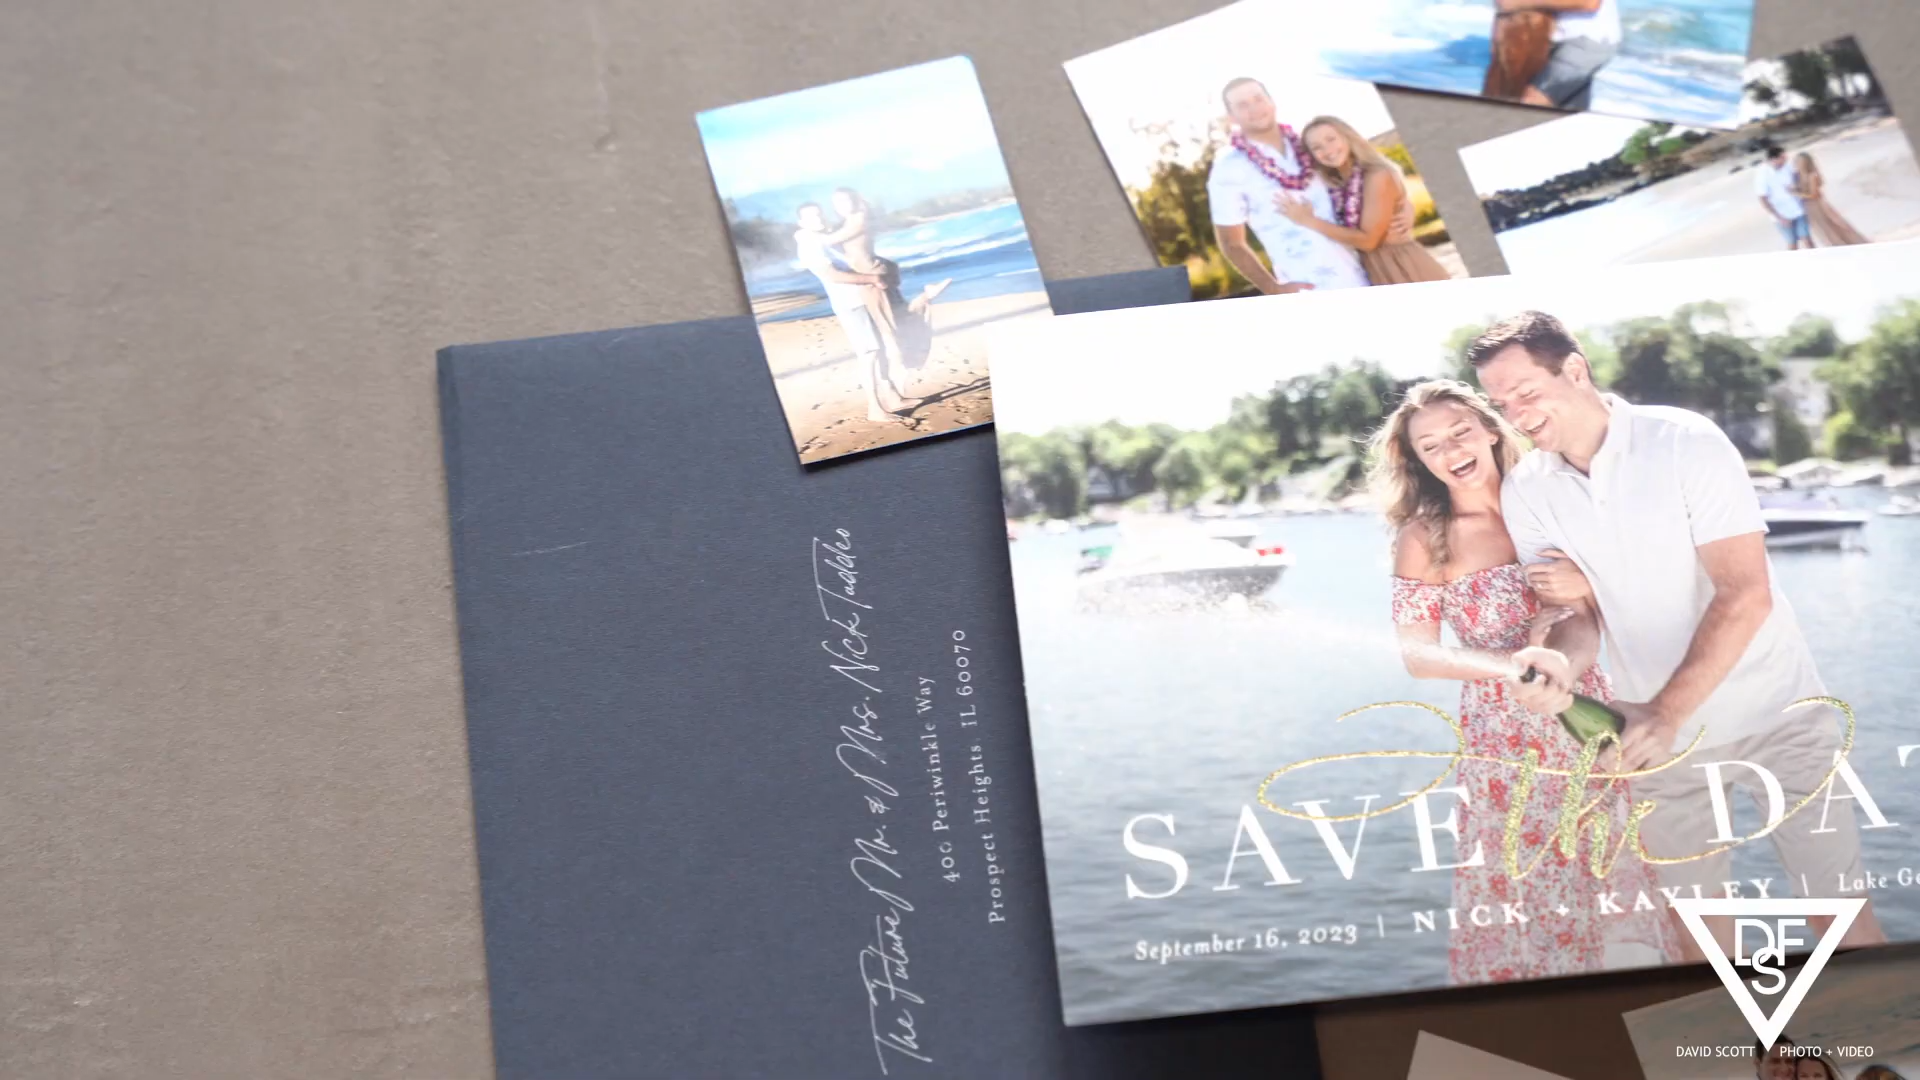 The Future Mr. & Mrs. Nick Taddeo
400 Periwinkle Way
Prospect Heights, IL 60070
SAVE the DAT
September 16, 2023 | NICK + KAYLEY | Lake Ge
DFS
DAVID SCOTT PHOTO + VIDEO